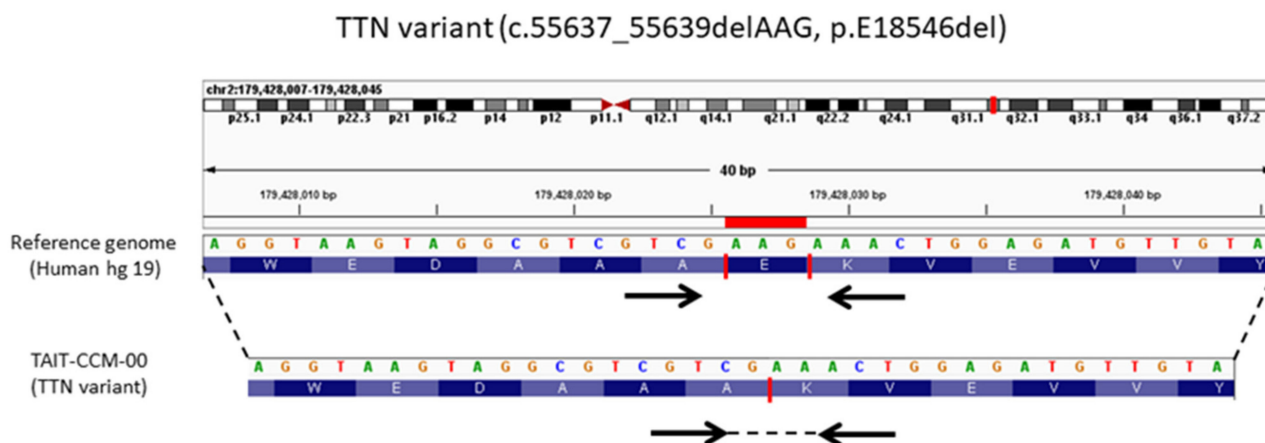 TTN variant (c.55637_55639delAAG, p.E18546del)
chr2:179,428,007-179,428,045
p25.1 p24.1 p22.3 p21 p16.2 p14 p12 p11.1 q12.1 q14.1 q21.1 q22.2 q24.1 q31.1 q32.1 q33.1 q34 q36.1 q37.2
40 bp
179,428,010 bp 179,428,020 bp 179,428,030 bp 179,428,040 bp
Reference genome
(Human hg 19)
A G G T A A G T A G G C G T C G T C G A A G A A A C T G G A G A T G T T G T A
W E D A A A E K V E V V Y
TAIT-CCM-00
(TTN variant)
A G G T A A G T A G G C G T C G T C G A A A C T G G A G A T G T T G T A
W E D A A A K V E V V Y